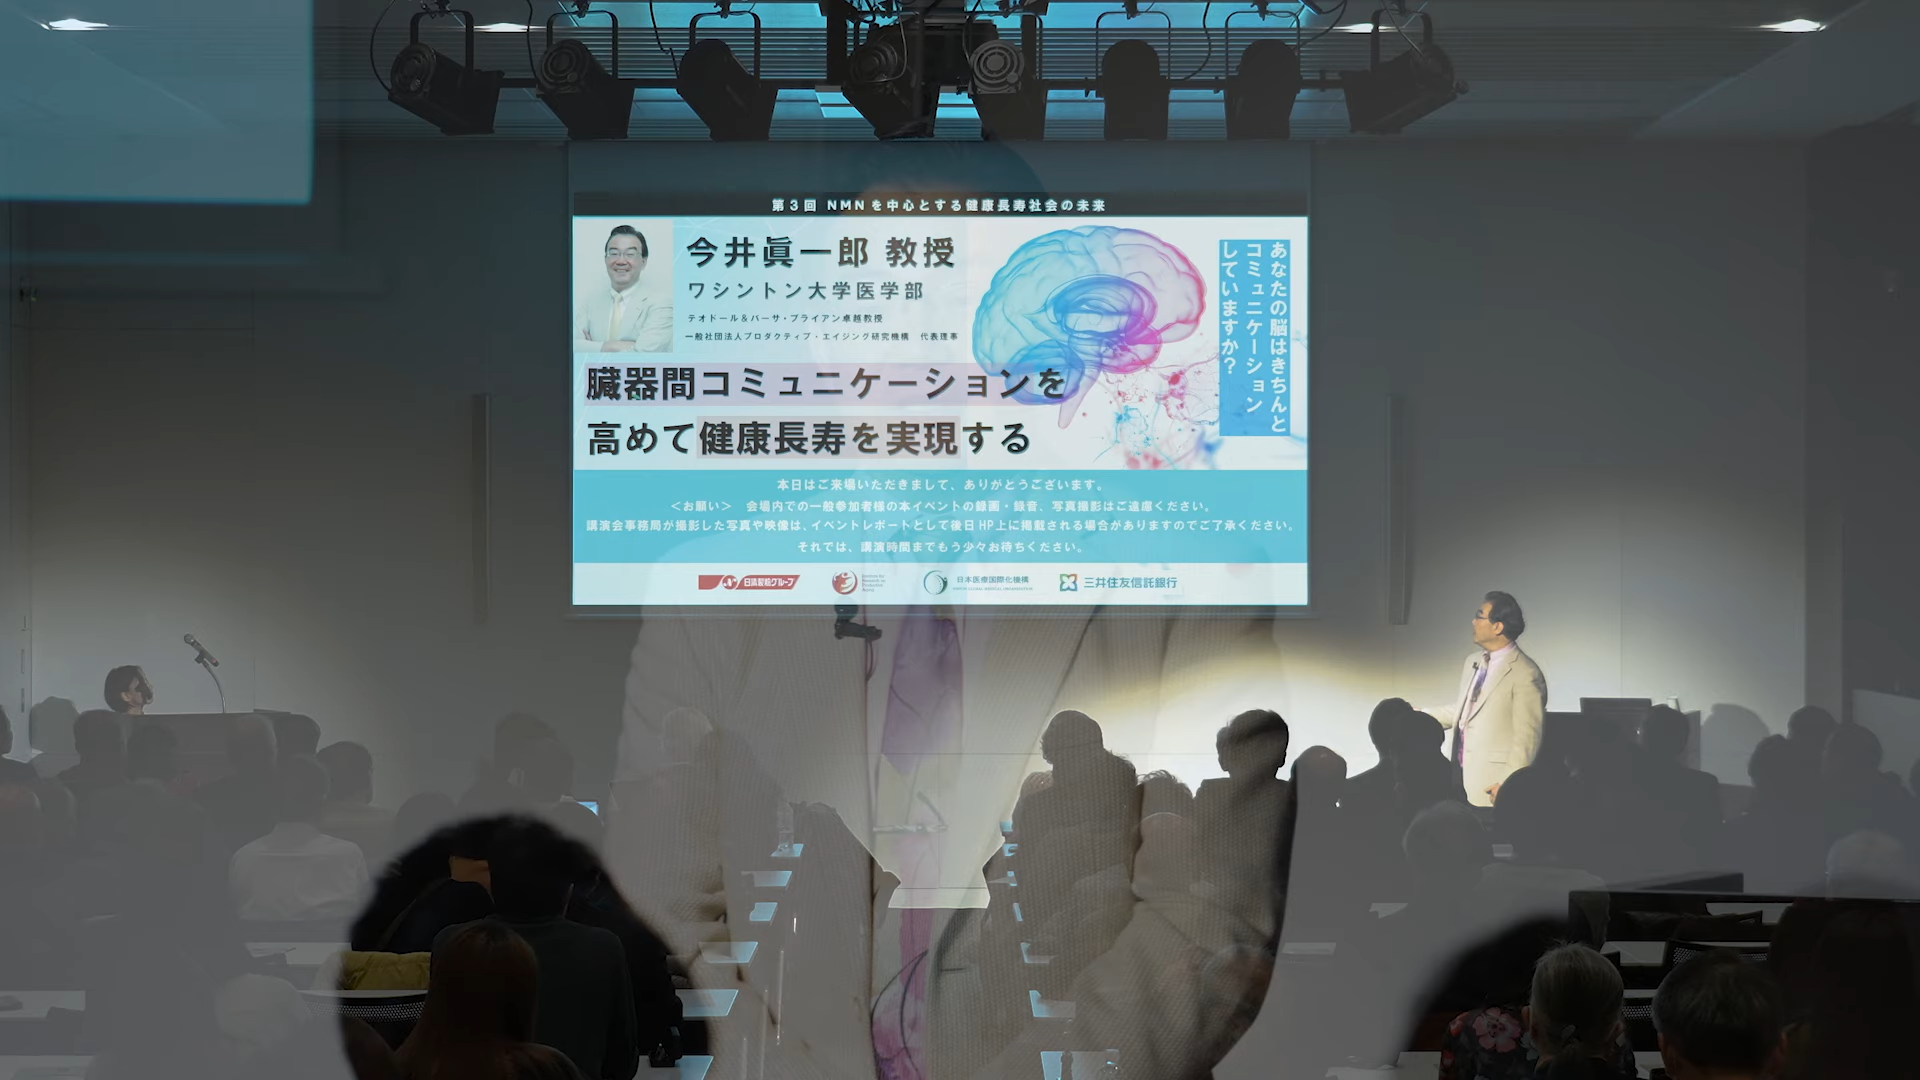 第3回 NMNを中心とする健康長寿社会の未来
今井眞一郎 教授
ワシントン大学医学部
テオドール&バーサ・ブライアン卓越教授
一般社団法人プロダクティブ・エイジング研究機構 代表理事
あなたの脳はきちんと
コミュニケーション
していますか?
臓器間コミュニケーションを
高めて健康長寿を実現する
本日はご来場いただきまして、ありがとうございます。
<お願い> 会場内での一般参加者様の本イベントの録画・録音、写真撮影はご遠慮ください。
講演会事務局が撮影した写真や映像は、イベントレポートとして後日HP上に掲載される場合がありますのでご了承ください。
それでは、講演時間までもう少々お待ちください。
日清製粉グループ
日本医療国際化機構
三井住友信託銀行